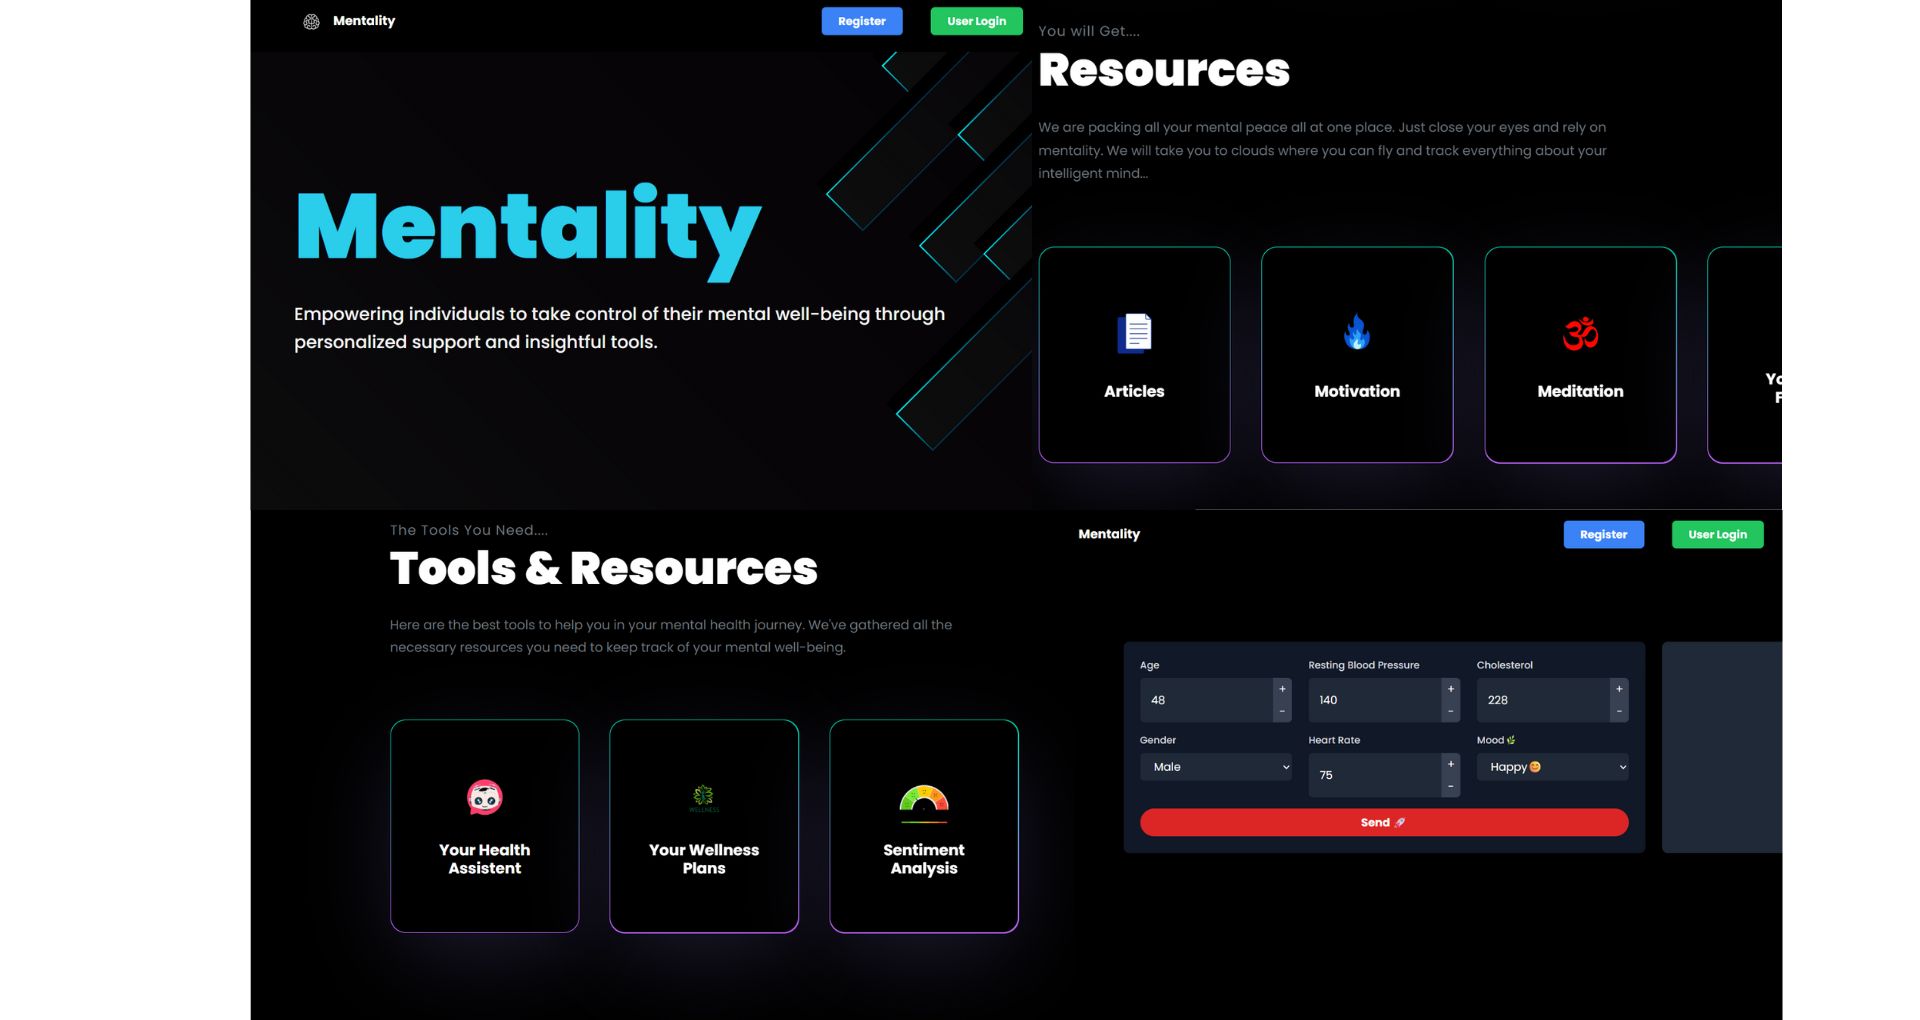 Mentality
Register
User Login
Mentality
Empowering individuals to take control of their mental well-being through
personalized support and insightful tools.
You will Get....
Resources
We are packing all your mental peace all at one place. Just close your eyes and rely on
mentality. We will take you to clouds where you can fly and track everything about your
intelligent mind...
Articles
Motivation
Meditation
The Tools You Need....
Tools & Resources
Here are the best tools to help you in your mental health journey. We've gathered all the
necessary resources you need to keep track of your mental well-being.
Your Health
Assistent
WELLNESS
Your Wellness
Plans
Sentiment
Analysis
Mentality
Register
User Login
Age
Resting Blood Pressure
Cholesterol
48
+
-
140
+
-
228
+
-
Gender
Heart Rate
Mood 🌿
Male
75
+
-
Happy😊
Send 🚀